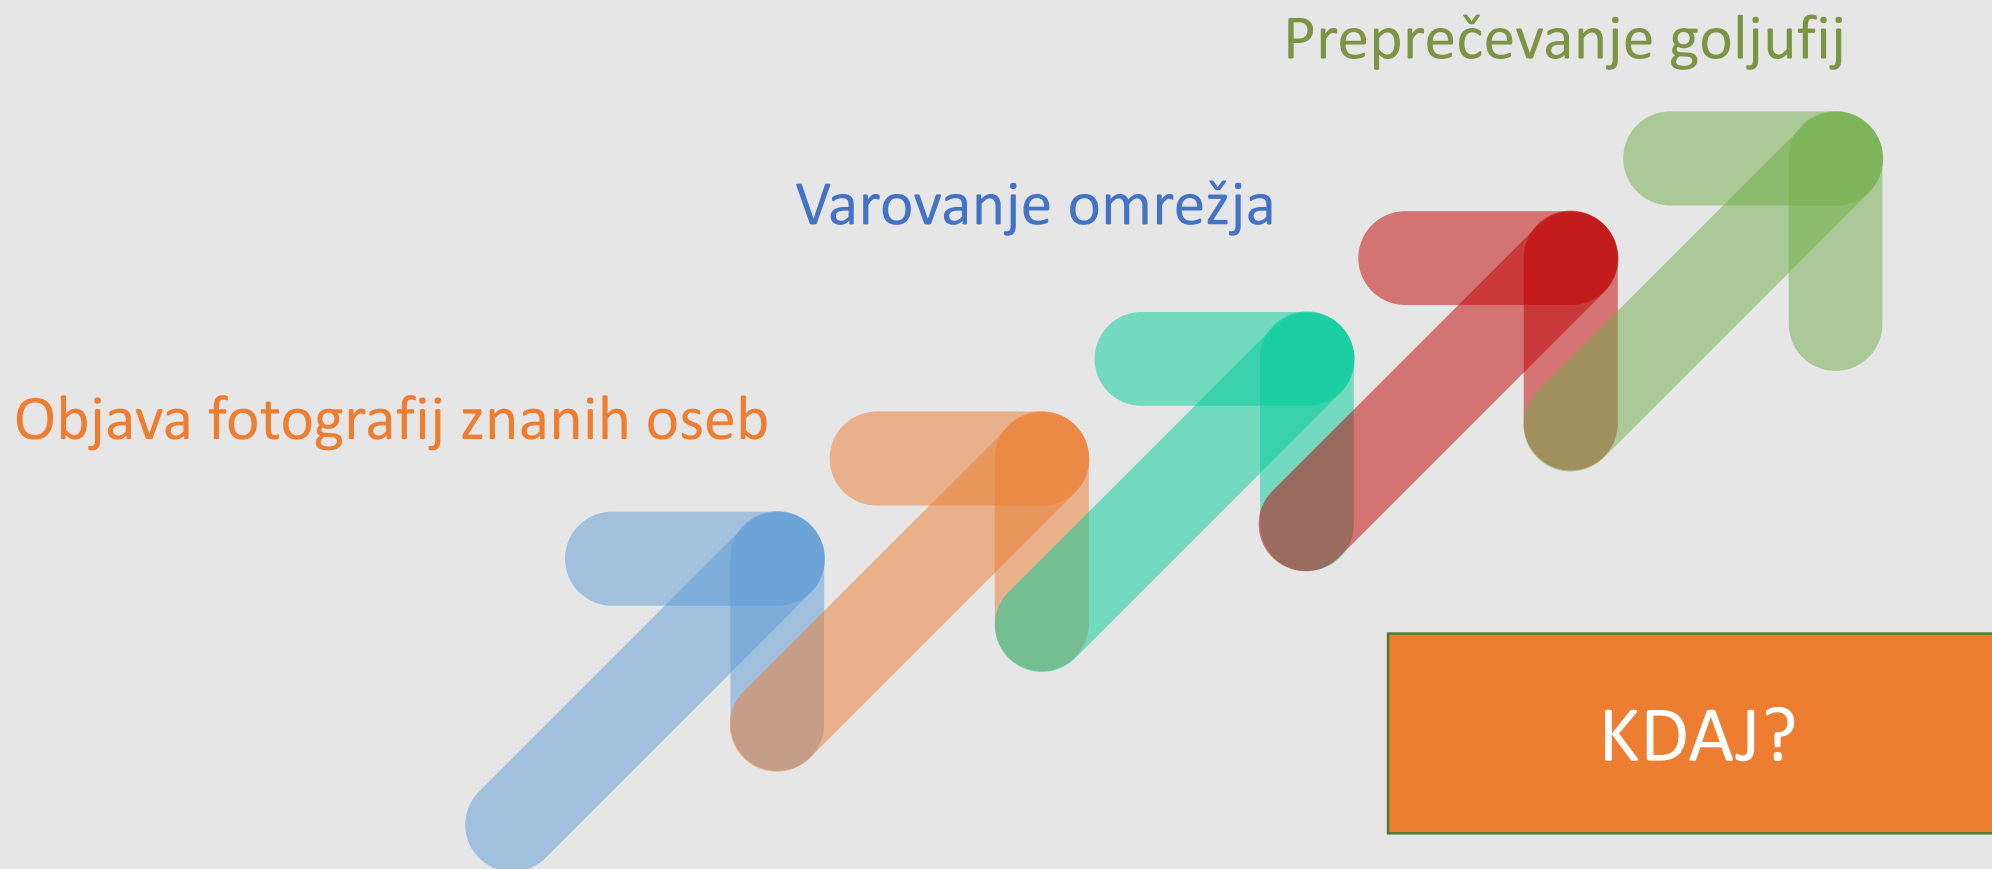 Preprečevanje goljufij
Varovanje omrežja
Objava fotografij znanih oseb
KDAJ?